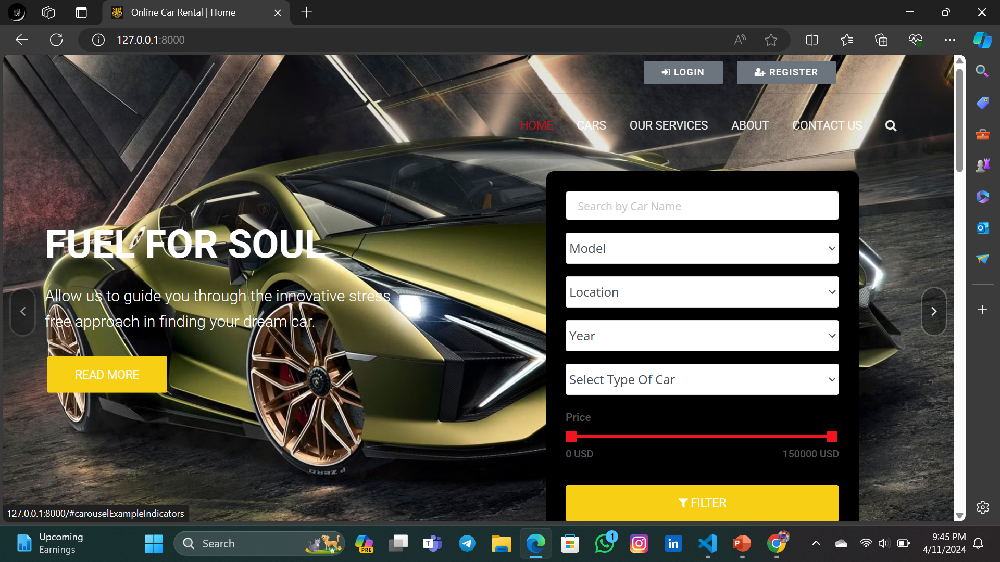 Online Car Rental | Home
127.0.0.1:8000
LOGIN
REGISTER
HOME
CARS
OUR SERVICES
ABOUT
CONTACT US
Search by Car Name
Model
FUEL FOR SOUL
Location
Allow us to guide you through the innovative stress
free approach in finding your dream car.
Year
READ MORE
Select Type Of Car
Price
0 USD
150000 USD
P ZERO
FILTER
127.0.0.1:8000/#carouselExampleIndicators
Upcoming
Earnings
Search
PRE
1
9:45 PM
4/11/2024